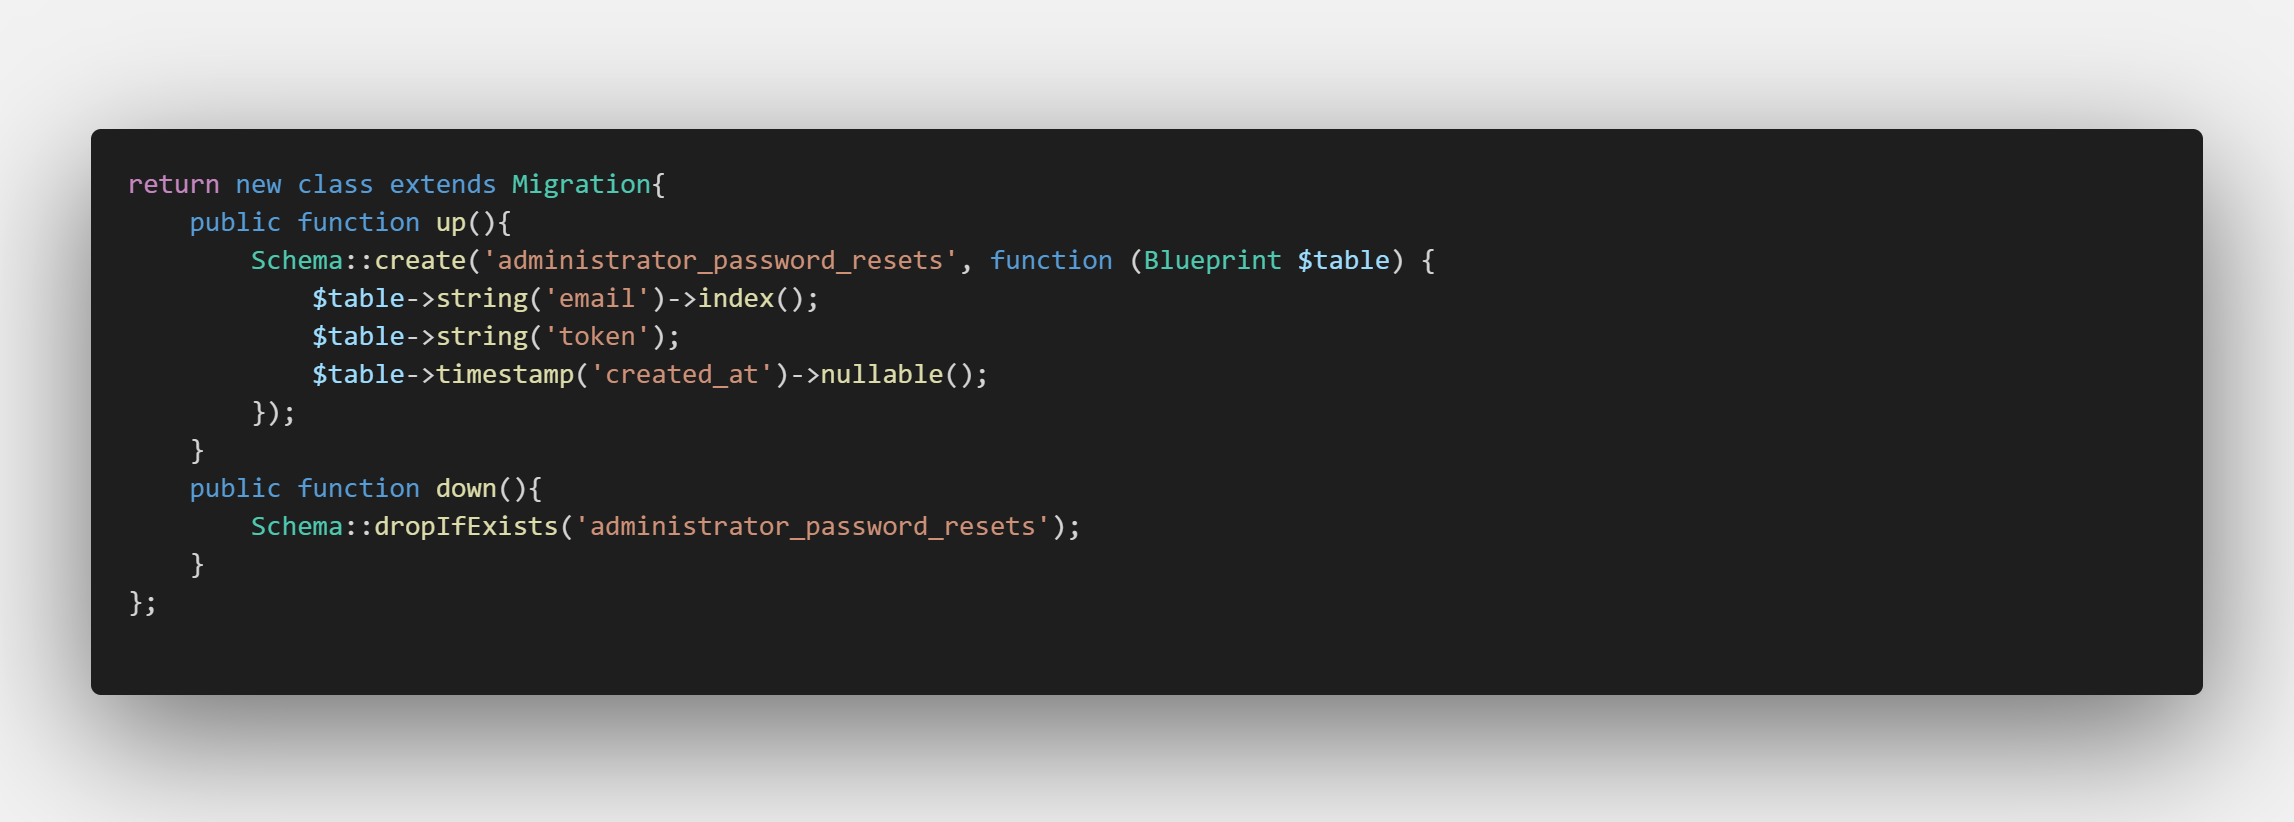 return new class extends Migration{
    public function up(){
        Schema::create('administrator_password_resets', function (Blueprint $table) {
            $table->string('email')->index();
            $table->string('token');
            $table->timestamp('created_at')->nullable();
        });
    }
    public function down(){
        Schema::dropIfExists('administrator_password_resets');
    }
};